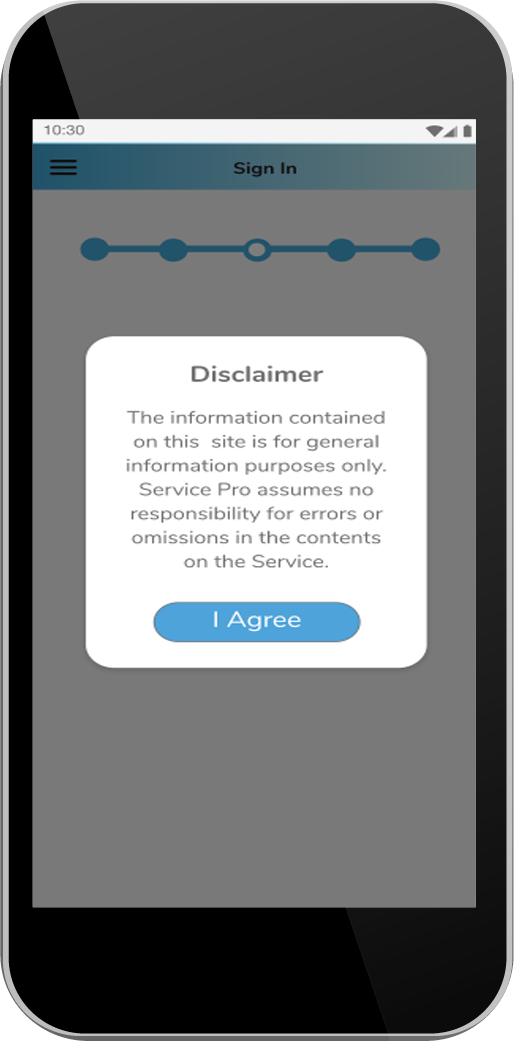 10:30
Sign In
Disclaimer
The information contained
on this  site is for general
information purposes only.
Service Pro assumes no
responsibility for errors or
omissions in the contents
on the Service.
I Agree